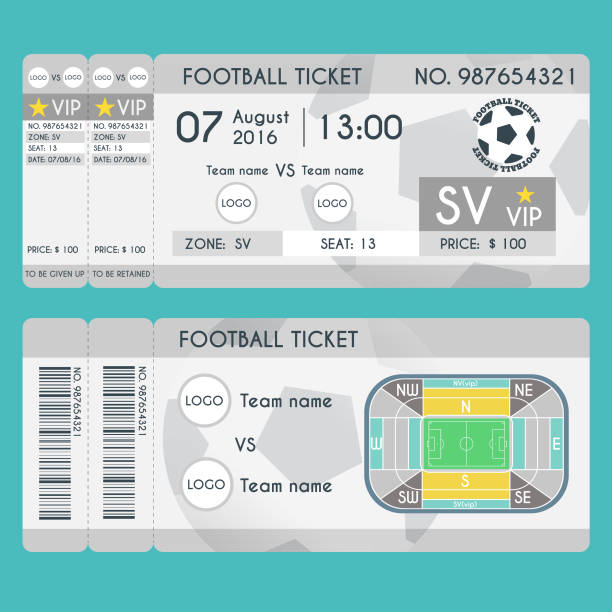 LOGO VS LOGO
VIP
NO. 987654321
ZONE: SV
SEAT: 13
DATE: 07/08/16
PRICE: $ 100
TO BE GIVEN UP
LOGO VS LOGO
VIP
NO. 987654321
ZONE: SV
SEAT: 13
DATE: 07/08/16
PRICE: $ 100
TO BE RETAINED
FOOTBALL TICKET
NO. 987654321
07 August 2016 13:00
FOOTBALL TICKET
FOOTBALL TICKET
Team name VS Team name
LOGO LOGO
SV VIP
ZONE: SV SEAT: 13 PRICE: $ 100
NO. 987654321
NO. 987654321
FOOTBALL TICKET
LOGO Team name
VS
LOGO Team name
NV(vip)
NW NE
N
W E
S
SW SE
SV(vip)